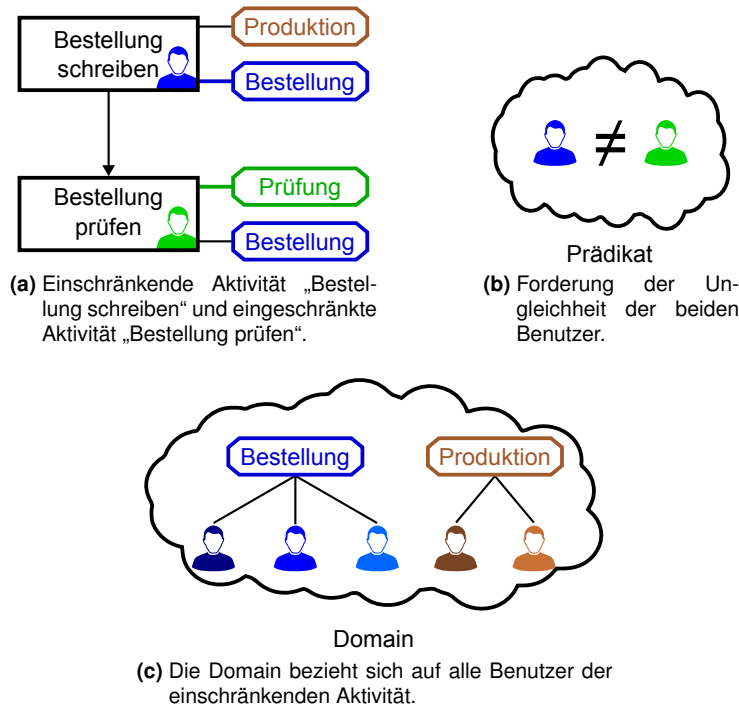 Bestellung
schreiben
Produktion
Bestellung
Bestellung
prüfen
Prüfung
Bestellung
(a) Einschränkende Aktivität „Bestel-
lung schreiben“ und eingeschränkte
Aktivität „Bestellung prüfen“.
≠
Prädikat
(b) Forderung der Un-
gleichheit der beiden
Benutzer.
Bestellung
Produktion
Domain
(c) Die Domain bezieht sich auf alle Benutzer der
einschränkenden Aktivität.